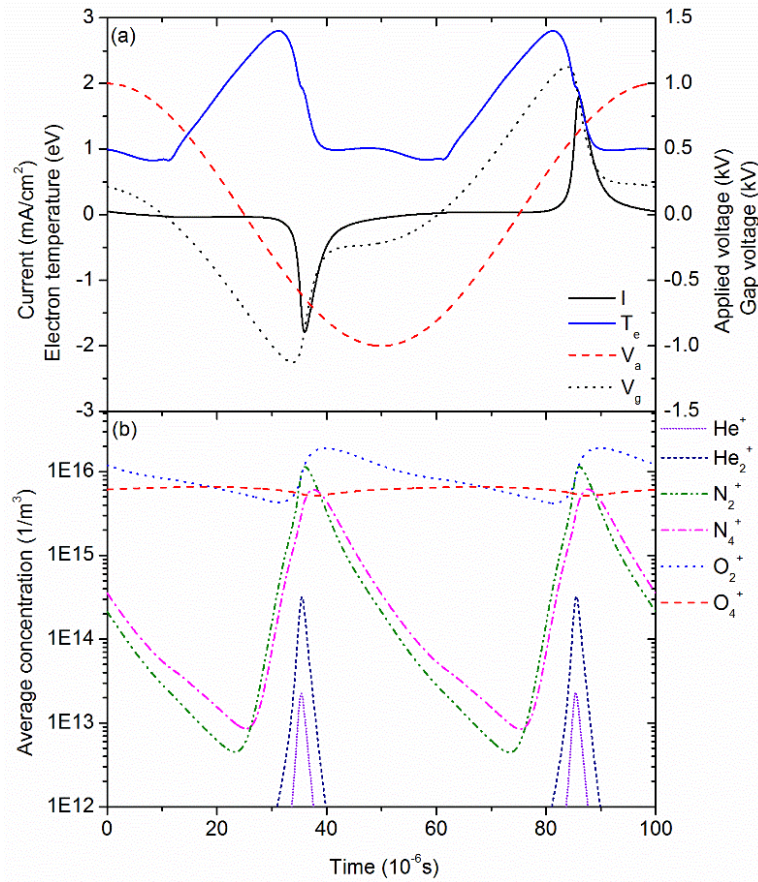 (a)
3
2
1
0
-1
-2
-3
Current (mA/cm²)
Electron temperature (eV)
1.5
1.0
0.5
0.0
-0.5
-1.0
-1.5
Applied voltage (kV)
Gap voltage (kV)
I
Tₑ
Vₐ
V_g
(b)
1E16
1E15
1E14
1E13
1E12
Average concentration (1/m³)
He⁺
He₂⁺
N₂⁺
N₄⁺
O₂⁺
O₄⁺
0 20 40 60 80 100
Time (10⁻⁶s)